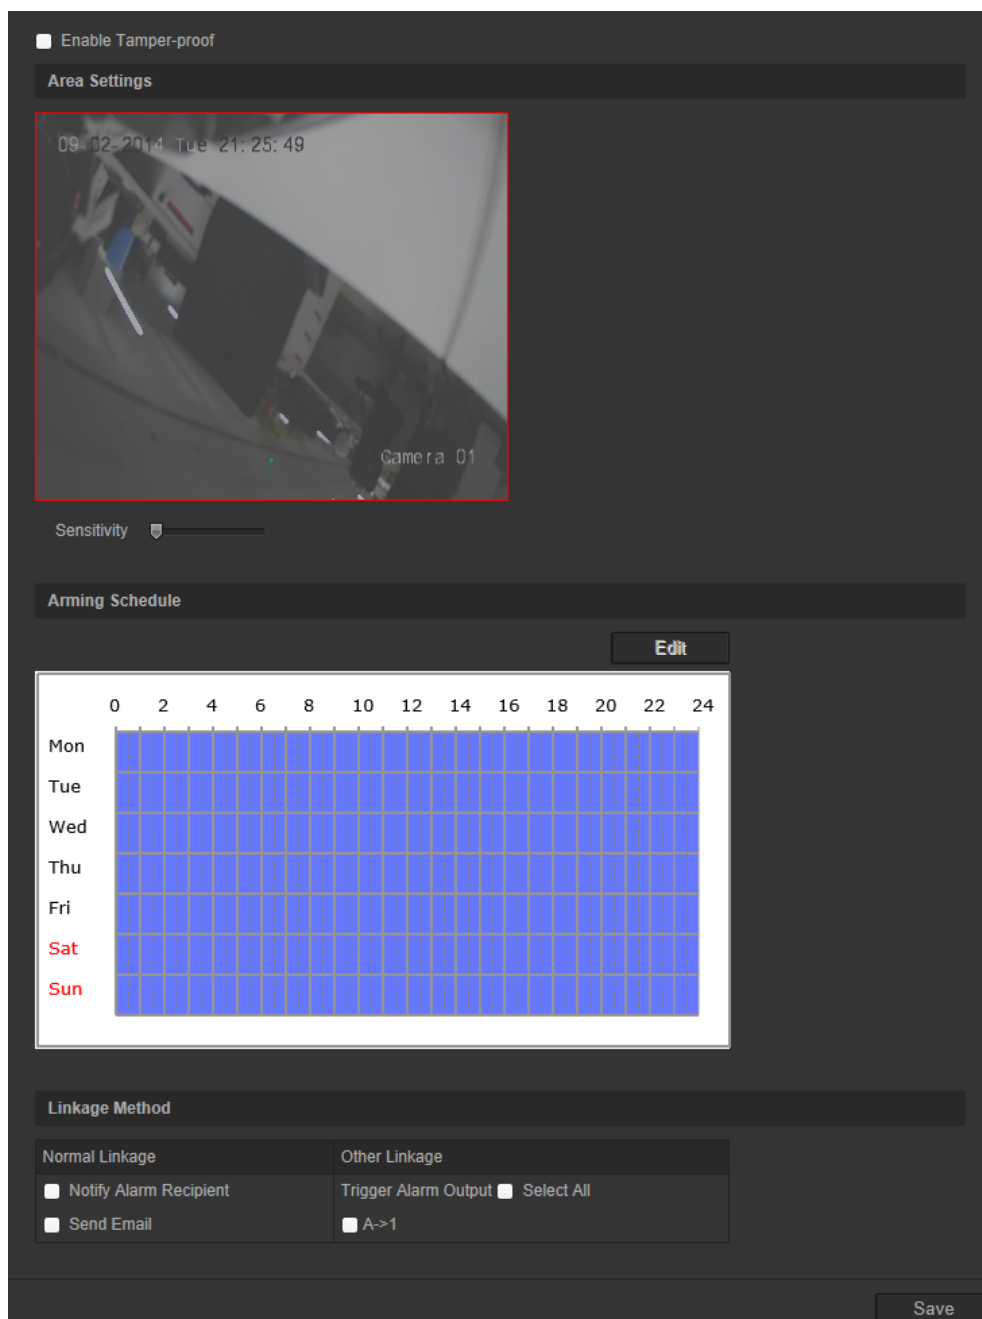 Enable Tamper-proof
Area Settings
09-02-2014 Tue 21:25:49
Camera 01
Sensitivity
Arming Schedule
Edit
0 2 4 6 8 10 12 14 16 18 20 22 24
Mon
Tue
Wed
Thu
Fri
Sat
Sun
Linkage Method
Normal Linkage Other Linkage
Notify Alarm Recipient Trigger Alarm Output Select All
Send Email A->1
Save